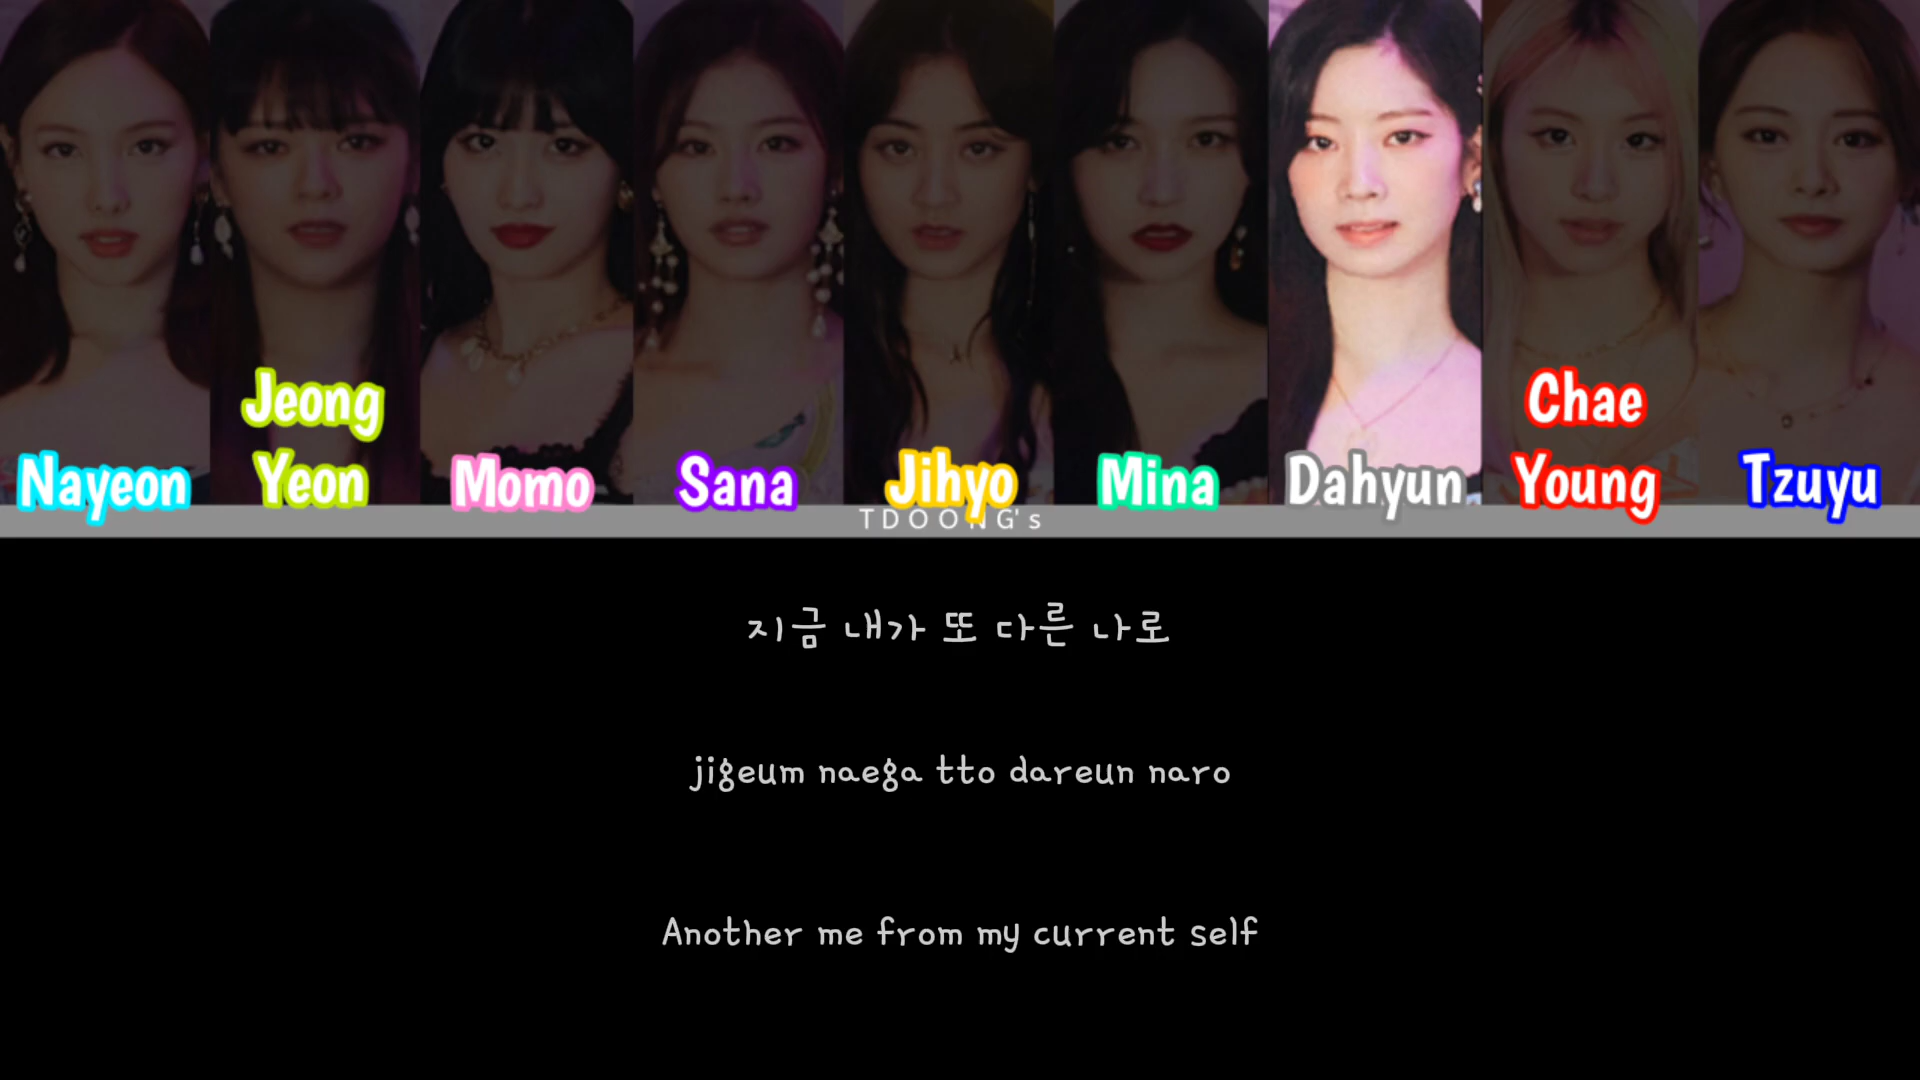 Nayeon
Jeong
Yeon
Momo
Sana
Jihyo
Mina
Dahyun
Chae
Young
Tzuyu
TDOONG's
지금 내가 또 다른 나로
jigeum naega tto dareun naro
Another me from my current self